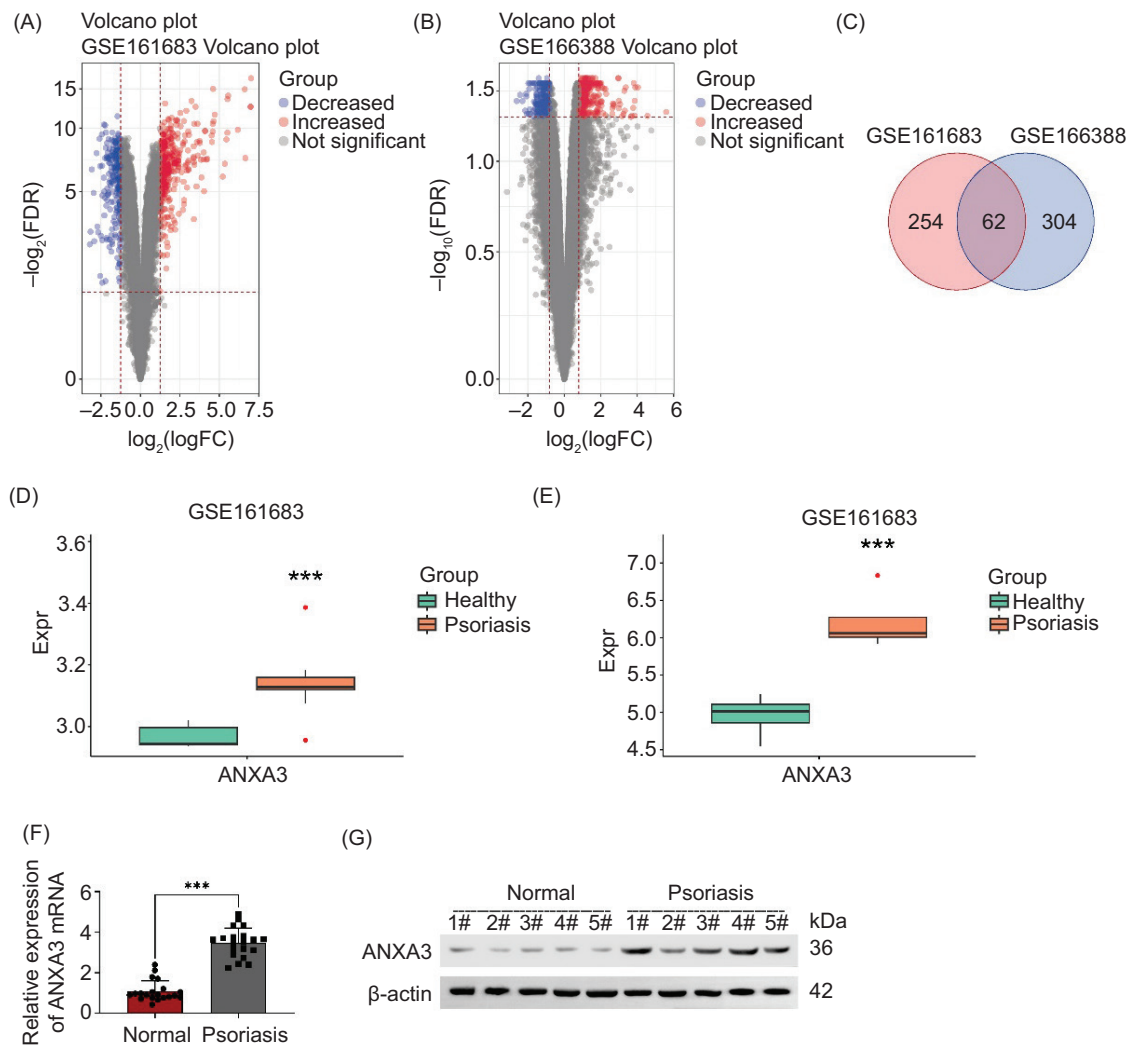 (A)
Volcano plot
GSE161683 Volcano plot
15
10
5
0
–log2(FDR)
−2.5 0.0 2.5 5.0 7.5
log2(logFC)
Group
Decreased
Increased
Not significant
(B)
Volcano plot
GSE166388 Volcano plot
1.5
1.0
0.5
0.0
–log10(FDR)
−2 0 2 4 6
log2(logFC)
Group
Decreased
Increased
Not significant
(C)
GSE161683
GSE166388
254 62 304
(D)
GSE161683
3.6
3.4
3.2
3.0
Expr
***
ANXA3
Group
Healthy
Psoriasis
(E)
GSE161683
7.0
6.5
6.0
5.5
5.0
4.5
Expr
***
ANXA3
Group
Healthy
Psoriasis
(F)
Relative expression
of ANXA3 mRNA
6
4
2
0
***
Normal Psoriasis
(G)
Normal Psoriasis
1# 2# 3# 4# 5# 1# 2# 3# 4# 5# kDa
ANXA3 36
β-actin 42